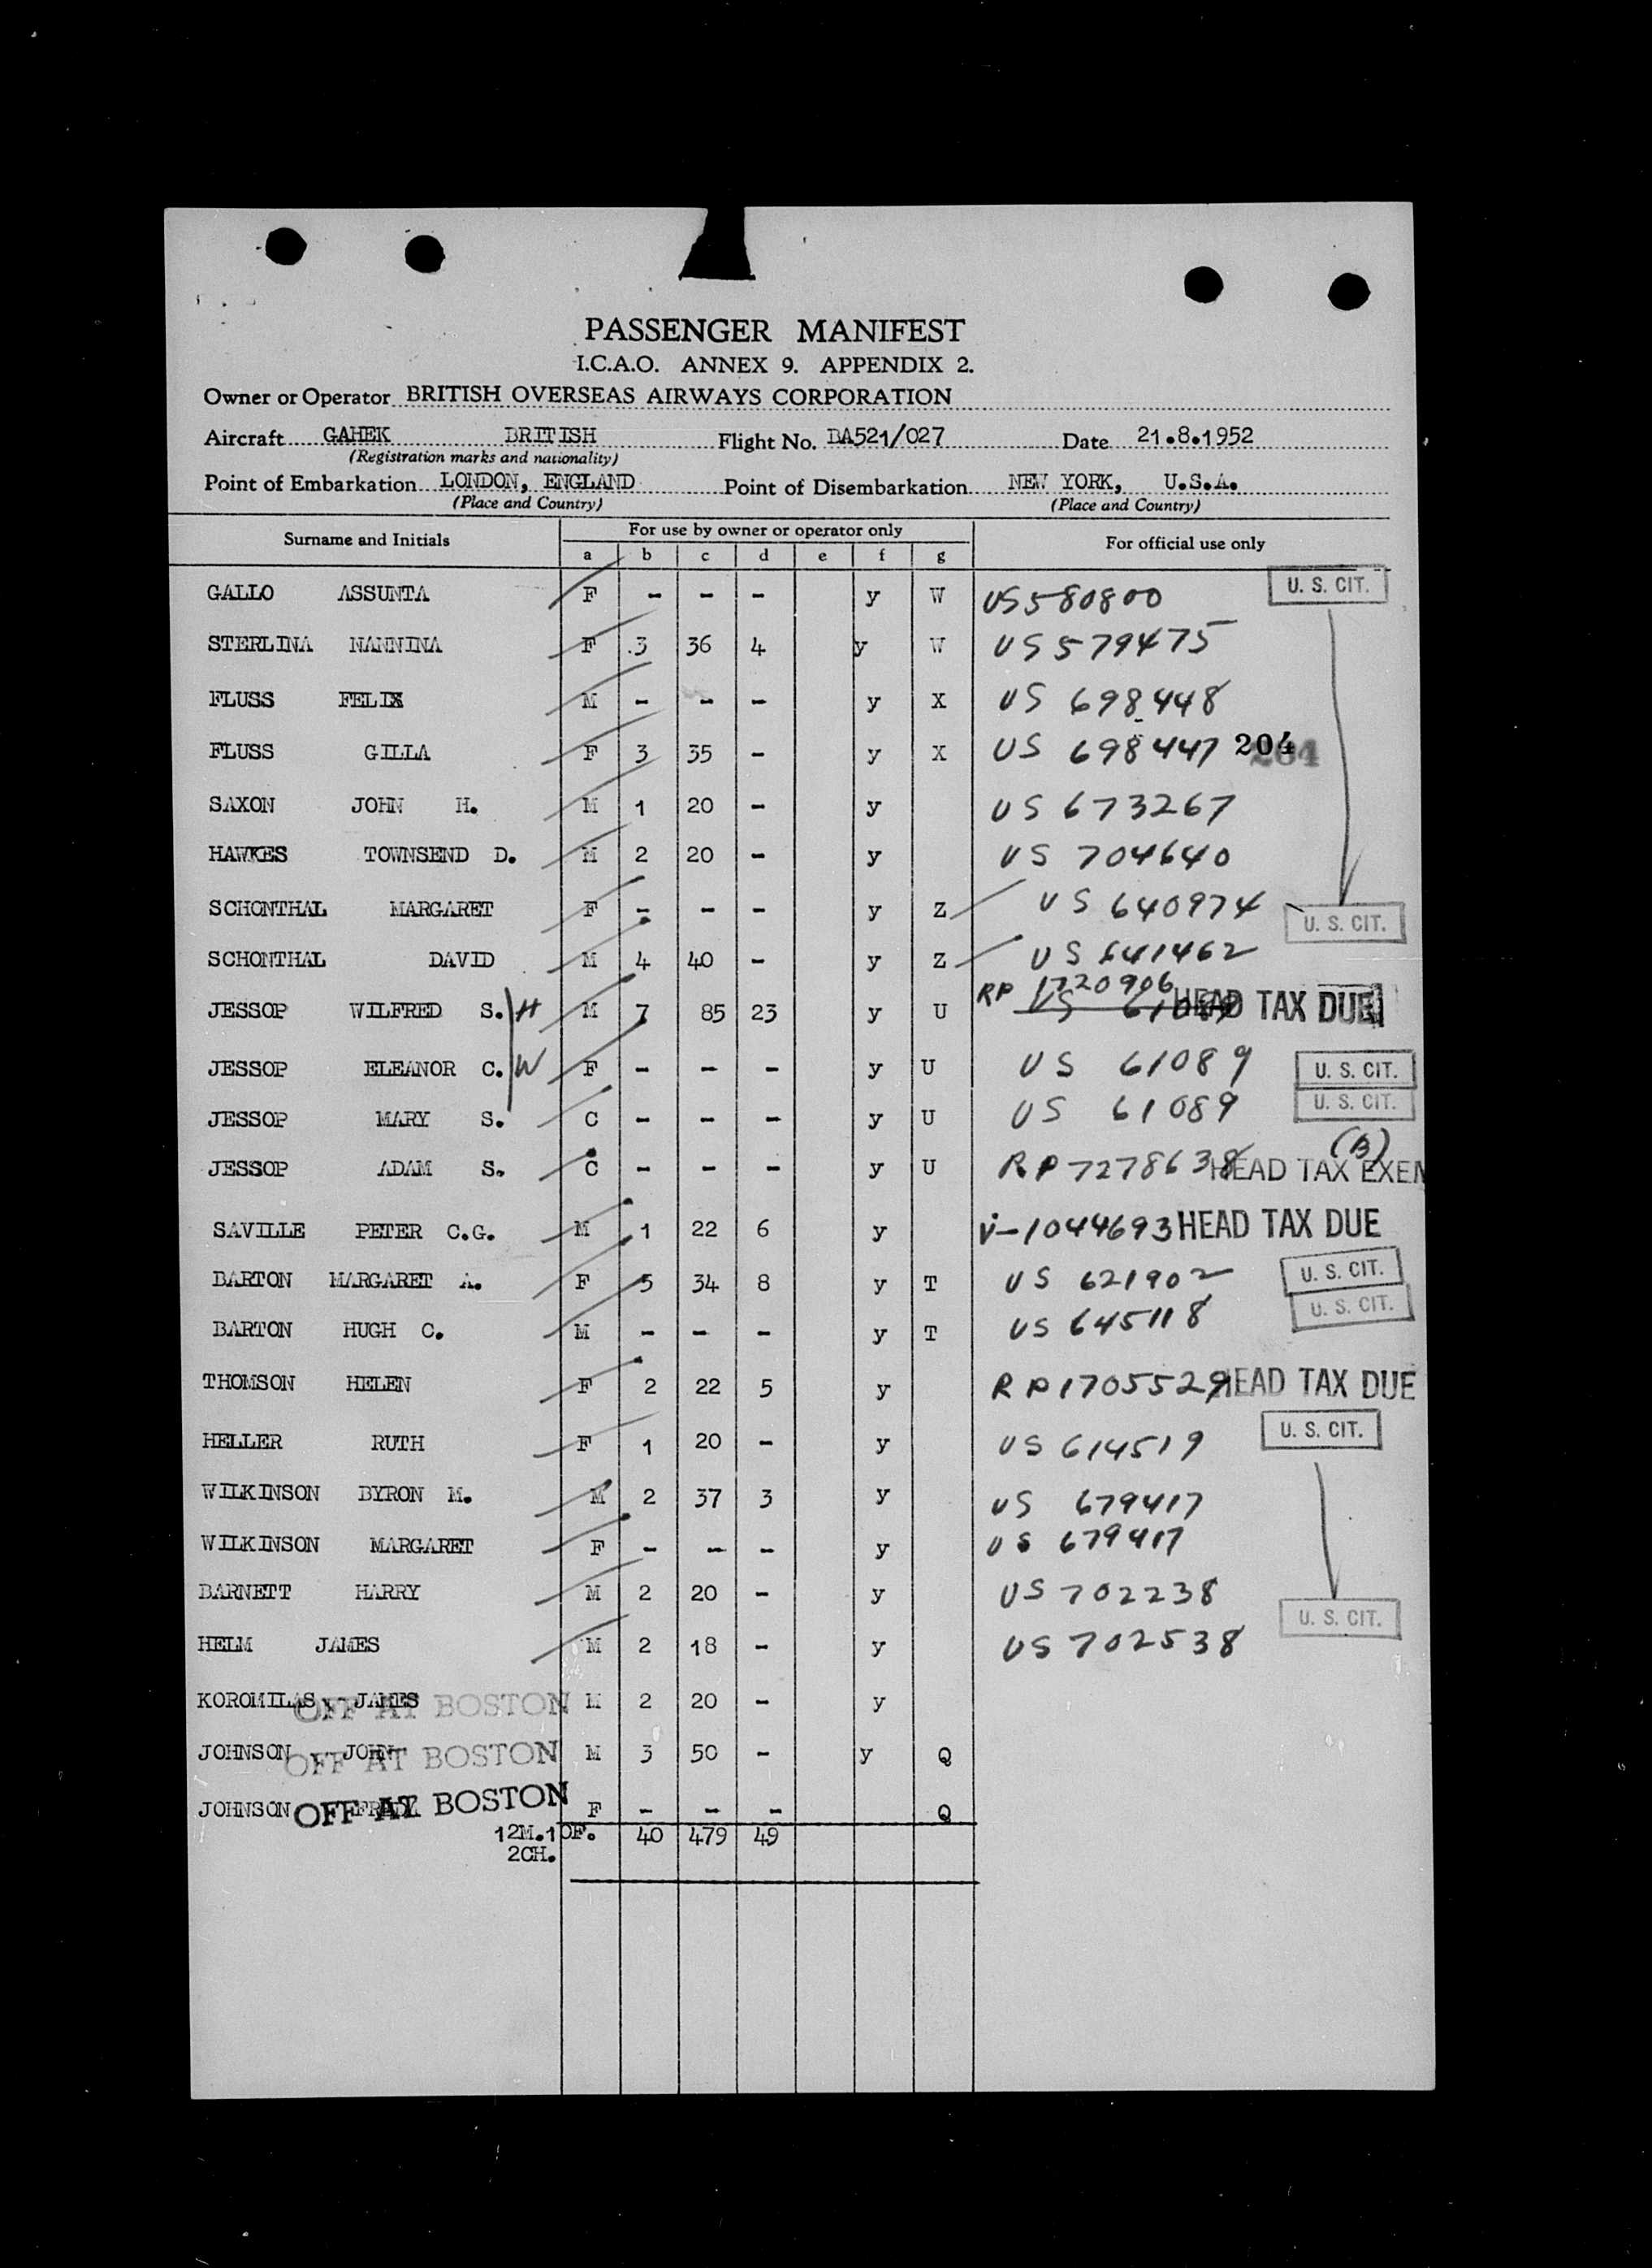 PASSENGER MANIFEST
I.C.A.O. ANNEX 9. APPENDIX 2.
Owner or Operator BRITISH OVERSEAS AIRWAYS CORPORATION
Aircraft GAHEK BRITISH Flight No. BA521/027 Date 21.8.1952
(Registration marks and nationality)
Point of Embarkation LONDON, ENGLAND Point of Disembarkation NEW YORK, U.S.A.
(Place and Country) (Place and Country)
Surname and Initials For use by owner or operator only For official use only
a b c d e f g
GALLO ASSUNTA F - - - y W US580800 U. S. CIT.
STERLINA NANNINA F .3 36 4 y W US579475
FLUSS FELIX M - - - y X US 698448
FLUSS GILLA F 3 35 - y X US 698447 204
SAXON JOHN H. M 1 20 - y US 673267
HAWKES TOWNSEND D. M 2 20 - y US 704640
SCHONTHAL MARGARET F - - - y Z US 640974 U. S. CIT.
SCHONTHAL DAVID M 4 40 - y Z US 641462
JESSOP WILFRED S. H M 7 85 23 y U RP 1720906 US 61089 HEAD TAX DUE
JESSOP ELEANOR C. W F - - - y U US 61089 U. S. CIT.
JESSOP MARY S. C - - - y U US 61089 U. S. CIT.
JESSOP ADAM S. C - - - y U RP7278638 HEAD TAX EXEM (B)
SAVILLE PETER C.G. M 1 22 6 y V-1044693 HEAD TAX DUE
BARTON MARGARET A. F 5 34 8 y T US 621902 U. S. CIT.
BARTON HUGH C. M - - - y T US 645118 U. S. CIT.
THOMSON HELEN F 2 22 5 y RP1705529 HEAD TAX DUE
HELLER RUTH F 1 20 - y US 614519 U. S. CIT.
WILKINSON BYRON M. M 2 37 3 y US 679417
WILKINSON MARGARET F - - - y US 679417
BARNETT HARRY M 2 20 - y US 702238
HELM JAMES M 2 18 - y US 702538 U. S. CIT.
KOROMILAS JAMES OFF AT BOSTON M 2 20 - y
JOHNSON JOHN OFF AT BOSTON M 3 50 - y Q
JOHNSON OFF AT BOSTON F - - - Q
12M.10F. 40 479 49
2CH.